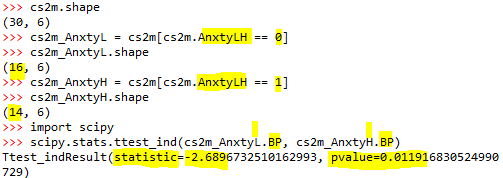 >>> cs2m.shape
(30, 6)
>>> cs2m_AnxtyL = cs2m[cs2m.AnxtyLH == 0]
>>> cs2m_AnxtyL.shape
(16, 6)
>>> cs2m_AnxtyH = cs2m[cs2m.AnxtyLH == 1]
>>> cs2m_AnxtyH.shape
(14, 6)
>>> import scipy
>>> scipy.stats.ttest_ind(cs2m_AnxtyL.BP, cs2m_AnxtyH.BP)
Ttest_indResult(statistic=-2.6896732510162993, pvalue=0.011916830524990
729)